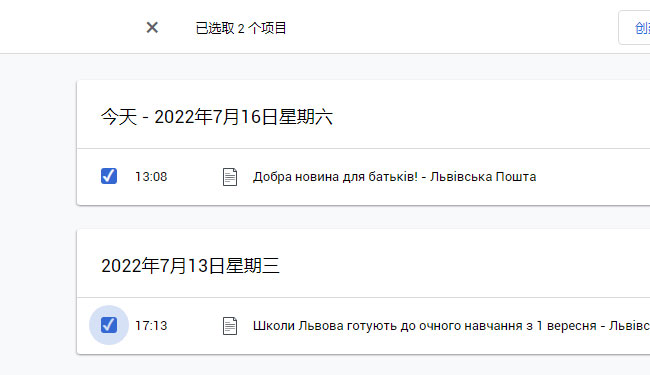 已选取 2 个项目
今天 - 2022年7月16日星期六
13:08 Добра новина для батьків! - Львівська Пошта
2022年7月13日星期三
17:13 Школи Львова готують до очного навчання з 1 вересня -